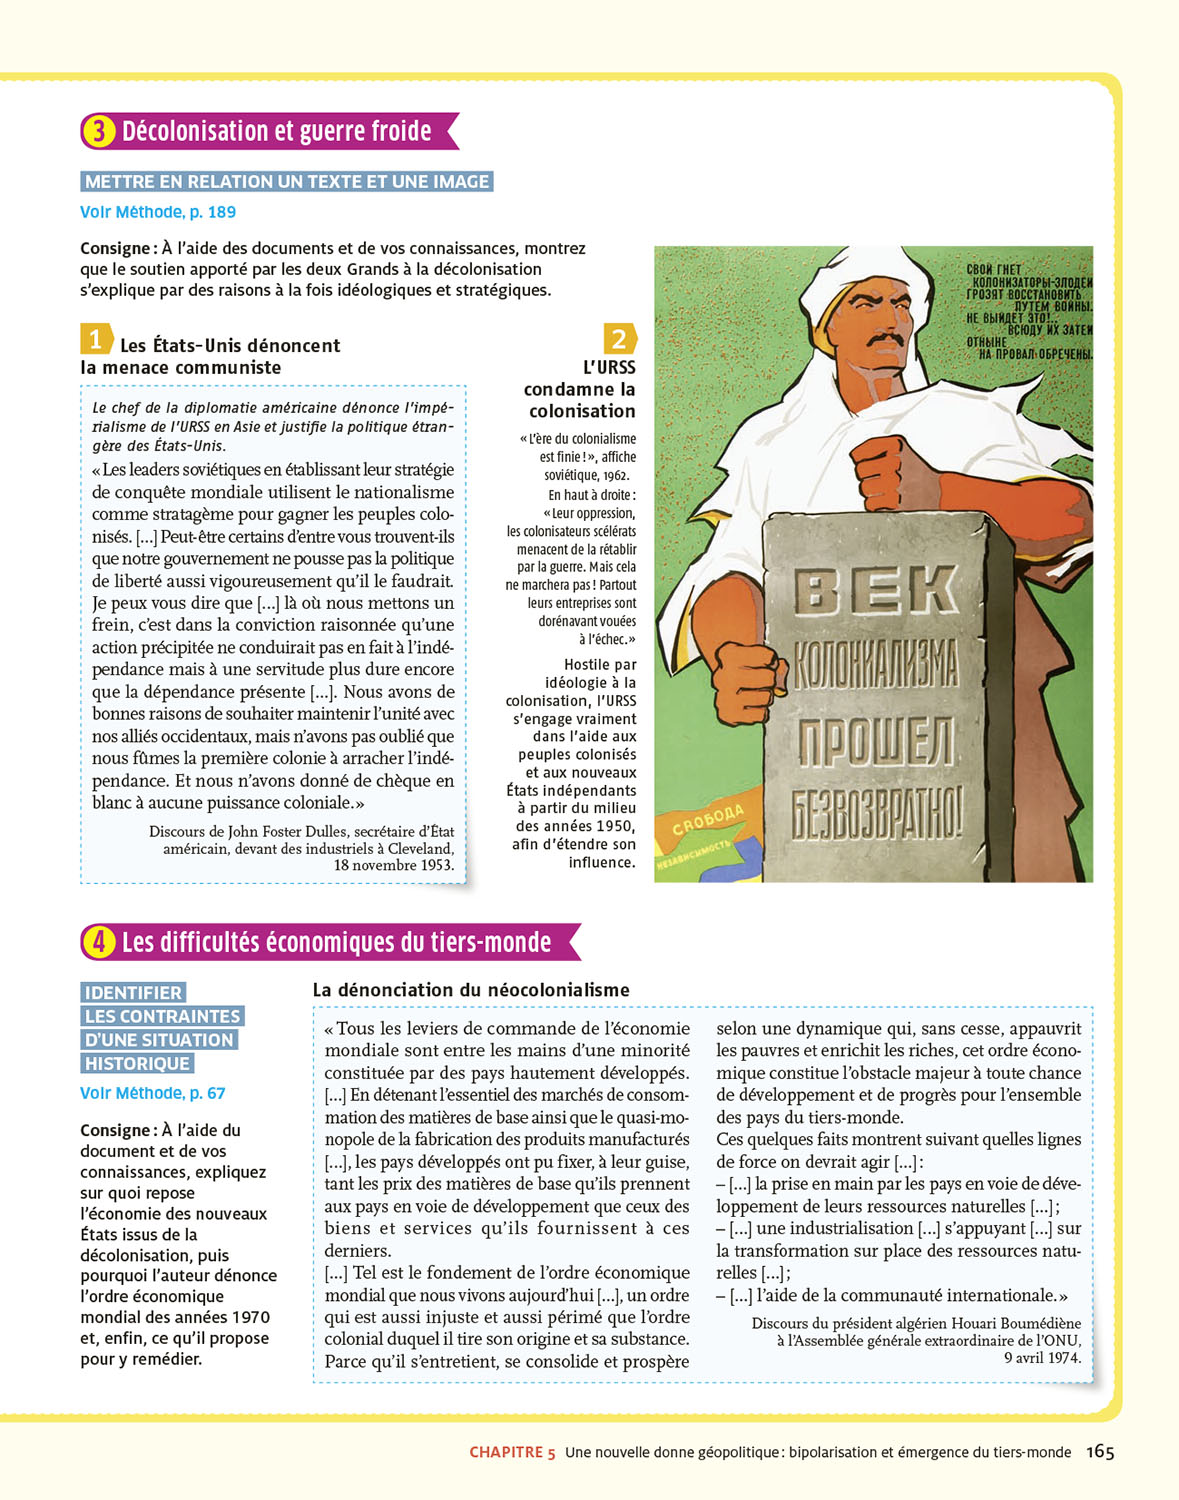 3 Décolonisation et guerre froide
METTRE EN RELATION UN TEXTE ET UNE IMAGE
Voir Méthode, p. 189
Consigne : À l'aide des documents et de vos connaissances, montrez
que le soutien apporté par les deux Grands à la décolonisation
s'explique par des raisons à la fois idéologiques et stratégiques.
1 Les États-Unis dénoncent
la menace communiste
Le chef de la diplomatie américaine dénonce l'impé-
rialisme de l'URSS en Asie et justifie la politique étran-
gère des États-Unis.
« Les leaders soviétiques en établissant leur stratégie
de conquête mondiale utilisent le nationalisme
comme stratagème pour gagner les peuples colo-
nisés. [...] Peut-être certains d'entre vous trouvent-ils
que notre gouvernement ne pousse pas la politique
de liberté aussi vigoureusement qu'il le faudrait.
Je peux vous dire que [...] là où nous mettons un
frein, c'est dans la conviction raisonnée qu'une
action précipitée ne conduirait pas en fait à l'indé-
pendance mais à une servitude plus dure encore
que la dépendance présente [...]. Nous avons de
bonnes raisons de souhaiter maintenir l'unité avec
nos alliés occidentaux, mais n'avons pas oublié que
nous fûmes la première colonie à arracher l'indé-
pendance. Et nous n'avons donné de chèque en
blanc à aucune puissance coloniale. »
Discours de John Foster Dulles, secrétaire d'État
américain, devant des industriels à Cleveland,
18 novembre 1953.
2
L'URSS
condamne la
colonisation
« L'ère du colonialisme
est finie ! », affiche
soviétique, 1962.
En haut à droite :
« Leur oppression,
les colonisateurs scélérats
menacent de la rétablir
par la guerre. Mais cela
ne marchera pas ! Partout
leurs entreprises sont
dorénavant vouées
à l'échec. »
Hostile par
idéologie à la
colonisation, l'URSS
s'engage vraiment
dans l'aide aux
peuples colonisés
et aux nouveaux
États indépendants
à partir du milieu
des années 1950,
afin d'étendre son
influence.
СВОЙ ГНЕТ
КОЛОНИЗАТОРЫ-ЗЛОДЕИ
ГРОЗЯТ ВОССТАНОВИТЬ
ПУТЕМ ВОЙНЫ.
НЕ ВЫЙДЕТ ЭТО!..
ВСЮДУ ИХ ЗАТЕИ
ОТНЫНЕ
НА ПРОВАЛ ОБРЕЧЕНЫ.
ВЕК
КОЛОНИАЛИЗМА
ПРОШЕЛ
БЕЗВОЗВРАТНО!
СВОБОДА
НЕЗАВИСИМОСТЬ
4 Les difficultés économiques du tiers-monde
IDENTIFIER
LES CONTRAINTES
D'UNE SITUATION
HISTORIQUE
Voir Méthode, p. 67
Consigne : À l'aide du
document et de vos
connaissances, expliquez
sur quoi repose
l'économie des nouveaux
États issus de la
décolonisation, puis
pourquoi l'auteur dénonce
l'ordre économique
mondial des années 1970
et, enfin, ce qu'il propose
pour y remédier.
La dénonciation du néocolonialisme
« Tous les leviers de commande de l'économie
mondiale sont entre les mains d'une minorité
constituée par des pays hautement développés.
[...] En détenant l'essentiel des marchés de consom-
mation des matières de base ainsi que le quasi-mo-
nopole de la fabrication des produits manufacturés
[...], les pays développés ont pu fixer, à leur guise,
tant les prix des matières de base qu'ils prennent
aux pays en voie de développement que ceux des
biens et services qu'ils fournissent à ces
derniers.
[...] Tel est le fondement de l'ordre économique
mondial que nous vivons aujourd'hui [...], un ordre
qui est aussi injuste et aussi périmé que l'ordre
colonial duquel il tire son origine et sa substance.
Parce qu'il s'entretient, se consolide et prospère
selon une dynamique qui, sans cesse, appauvrit
les pauvres et enrichit les riches, cet ordre écono-
mique constitue l'obstacle majeur à toute chance
de développement et de progrès pour l'ensemble
des pays du tiers-monde.
Ces quelques faits montrent suivant quelles lignes
de force on devrait agir [...] :
– [...] la prise en main par les pays en voie de déve-
loppement de leurs ressources naturelles [...] ;
– [...] une industrialisation [...] s'appuyant [...] sur
la transformation sur place des ressources natu-
relles [...] ;
– [...] l'aide de la communauté internationale. »
Discours du président algérien Houari Boumédiène
à l'Assemblée générale extraordinaire de l'ONU,
9 avril 1974.
CHAPITRE 5 Une nouvelle donne géopolitique : bipolarisation et émergence du tiers-monde 165